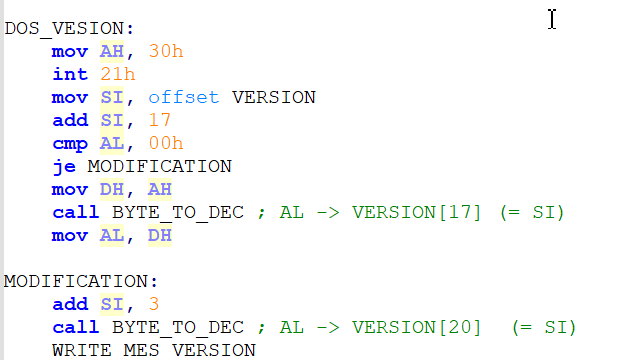 DOS_VESION:
mov AH, 30h
int 21h
mov SI, offset VERSION
add SI, 17
cmp AL, 00h
je MODIFICATION
mov DH, AH
call BYTE_TO_DEC ; AL -> VERSION[17] (= SI)
mov AL, DH
MODIFICATION:
add SI, 3
call BYTE_TO_DEC ; AL -> VERSION[20] (= SI)
WRITE_MES VERSION